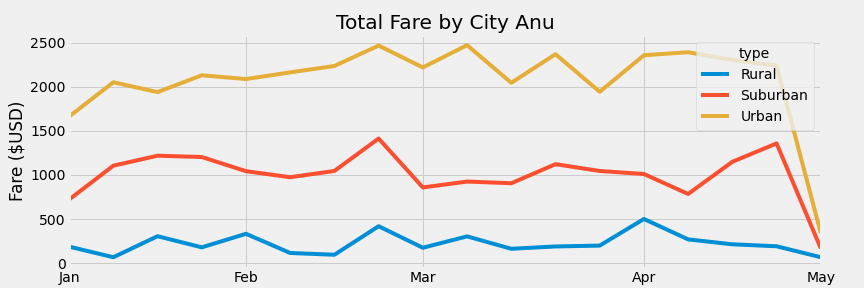 Total Fare by City Anu
Fare ($USD)
2500
2000
1500
1000
500
0
Jan Feb Mar Apr May
type
Rural
Suburban
Urban